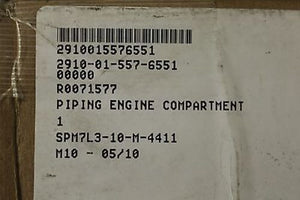 2910015576551
2910-01-557-6551
00000
R0071577
PIPING ENGINE COMPARTMENT
1
SPM7L3-10-M-4411
M10 - 05/10